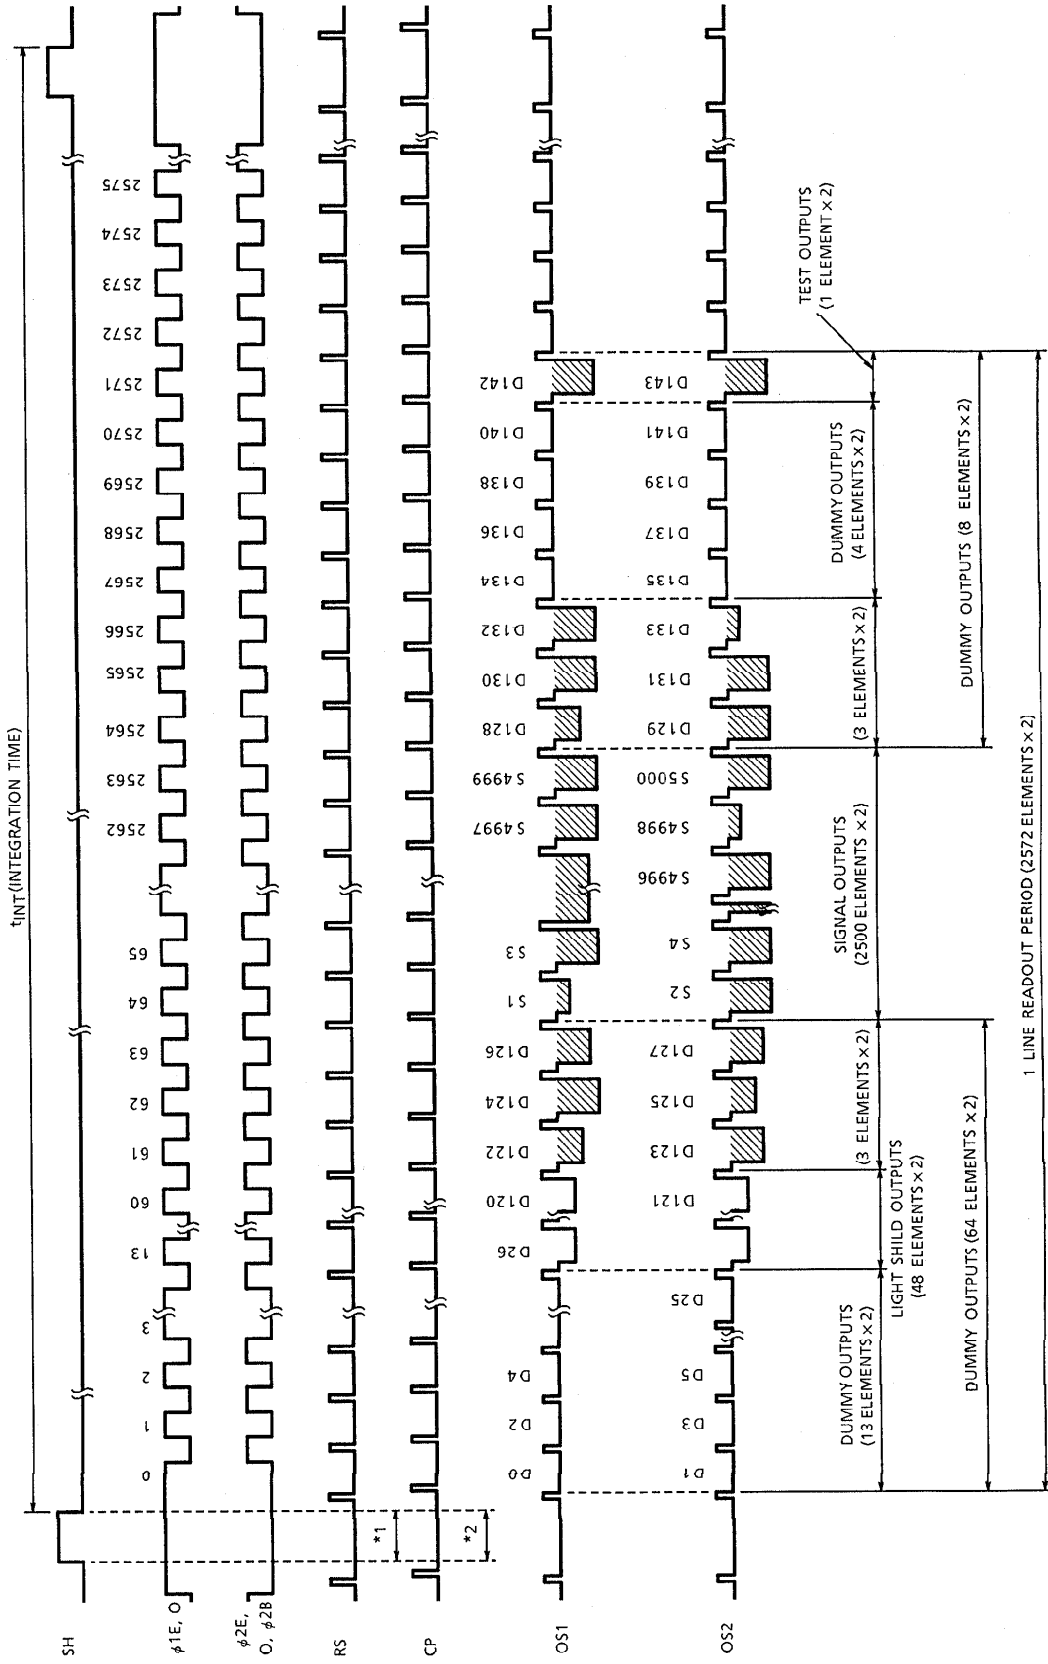 tINT (INTEGRATION TIME)
SH
φ1E, O
0 1 2 3 13 60 61 62 63 64 65 2562 2563 2564 2565 2566 2567 2568 2569 2570 2571 2572 2573 2574 2575
φ2E,
O, φ2B
RS
*1
CP
*2
OS1
D0 D2 D4 D26 D120 D122 D124 D126 S1 S3 S4997 S4999 D128 D130 D132 D134 D136 D138 D140 D142
OS2
D1 D3 D5 D25 D121 D123 D125 D127 S2 S4 S4996 S4998 S5000 D129 D131 D133 D135 D137 D139 D141 D143
DUMMY OUTPUTS
(13 ELEMENTS×2)
LIGHT SHILD OUTPUTS
(48 ELEMENTS×2)
(3 ELEMENTS×2)
SIGNAL OUTPUTS
(2500 ELEMENTS ×2)
(3 ELEMENTS×2)
DUMMY OUTPUTS
(4 ELEMENTS×2)
TEST OUTPUTS
(1 ELEMENT×2)
DUMMY OUTPUTS (64 ELEMENTS ×2)
DUMMY OUTPUTS (8 ELEMENTS×2)
1 LINE READOUT PERIOD (2572 ELEMENTS×2)